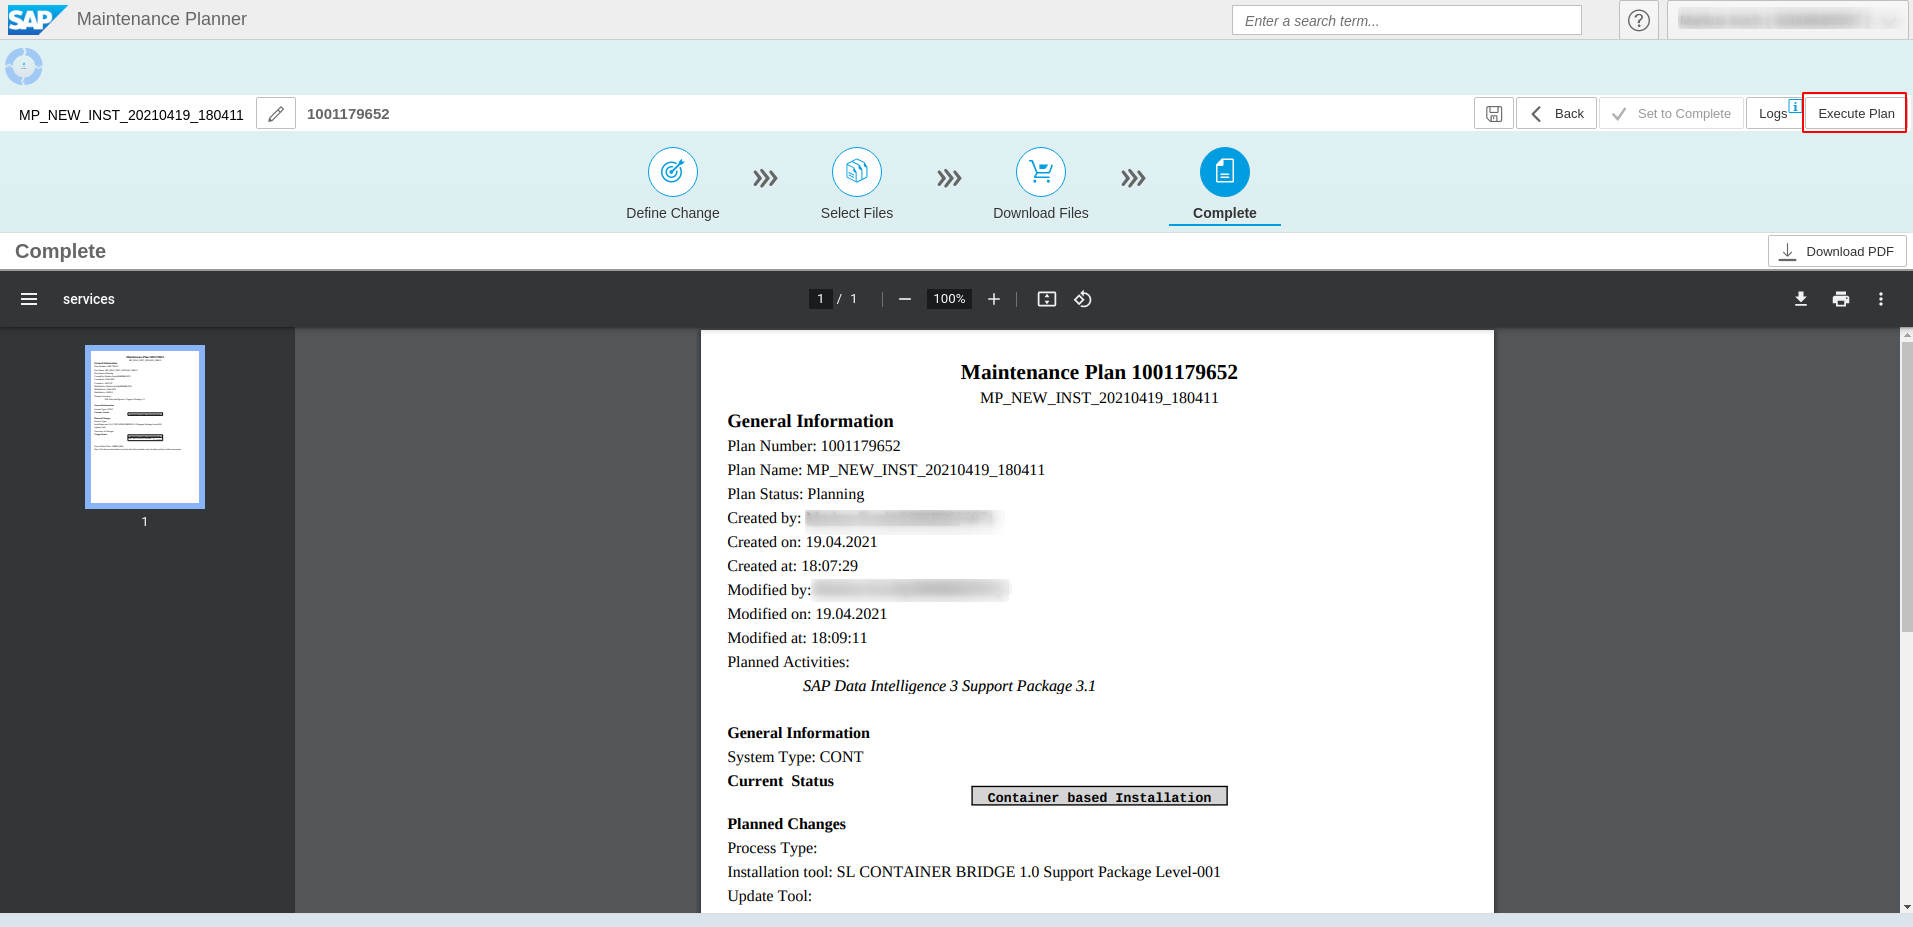 SAP Maintenance Planner
Enter a search term...
MP_NEW_INST_20210419_180411
1001179652
Back
Set to Complete
Logs
Execute Plan
Define Change
Select Files
Download Files
Complete
Complete
Download PDF
services
1 / 1
100%
1
Maintenance Plan 1001179652
MP_NEW_INST_20210419_180411
General Information
Plan Number: 1001179652
Plan Name: MP_NEW_INST_20210419_180411
Plan Status: Planning
Created by:
Created on: 19.04.2021
Created at: 18:07:29
Modified by:
Modified on: 19.04.2021
Modified at: 18:09:11
Planned Activities:
SAP Data Intelligence 3 Support Package 3.1
General Information
System Type: CONT
Current Status
Container based Installation
Planned Changes
Process Type:
Installation tool: SL CONTAINER BRIDGE 1.0 Support Package Level-001
Update Tool: